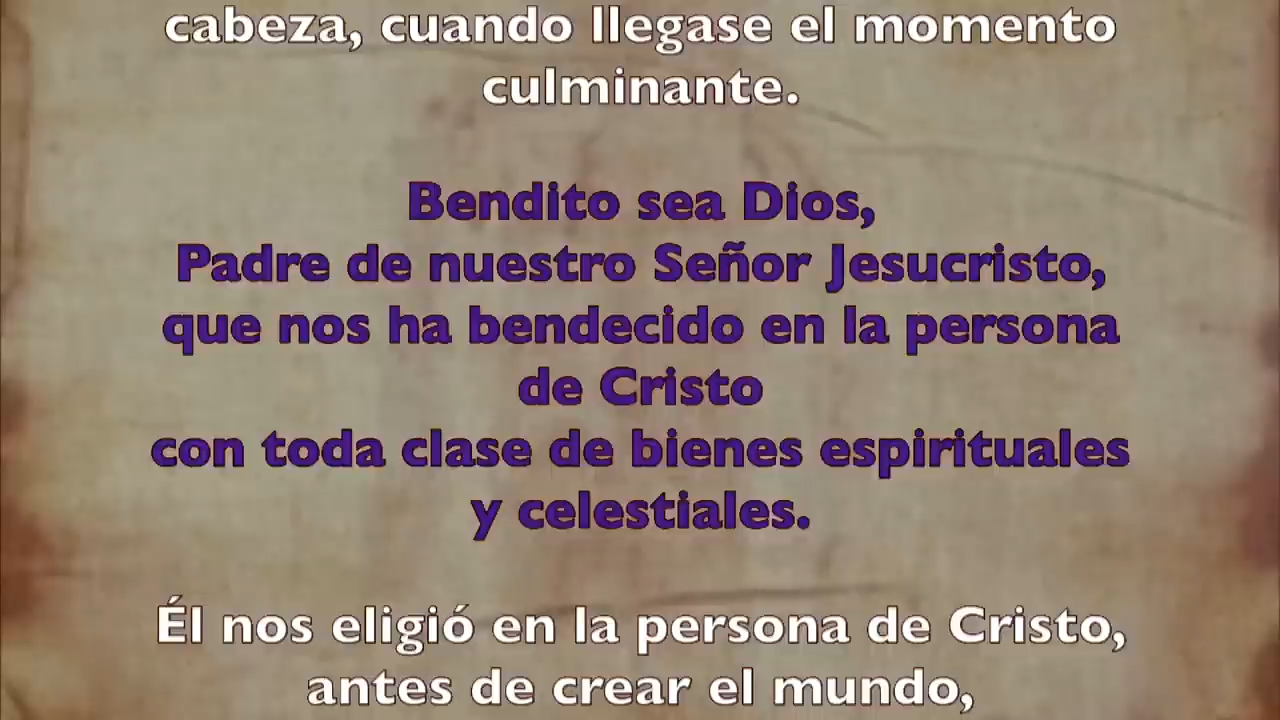 cabeza, cuando llegase el momento
culminante.
Bendito sea Dios,
Padre de nuestro Señor Jesucristo,
que nos ha bendecido en la persona
de Cristo
con toda clase de bienes espirituales
y celestiales.
Él nos eligió en la persona de Cristo,
antes de crear el mundo,